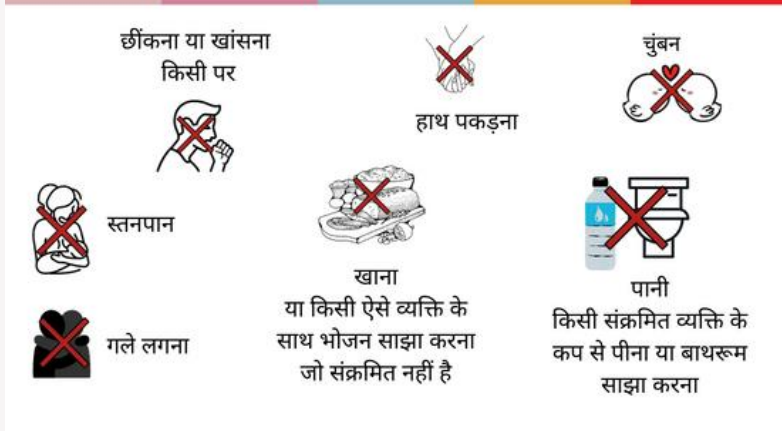 छींकना या खांसना
किसी पर
हाथ पकड़ना
चुंबन
स्तनपान
गले लगना
खाना
या किसी ऐसे व्यक्ति के
साथ भोजन साझा करना
जो संक्रमित नहीं है
पानी
किसी संक्रमित व्यक्ति के
कप से पीना या बाथरूम
साझा करना